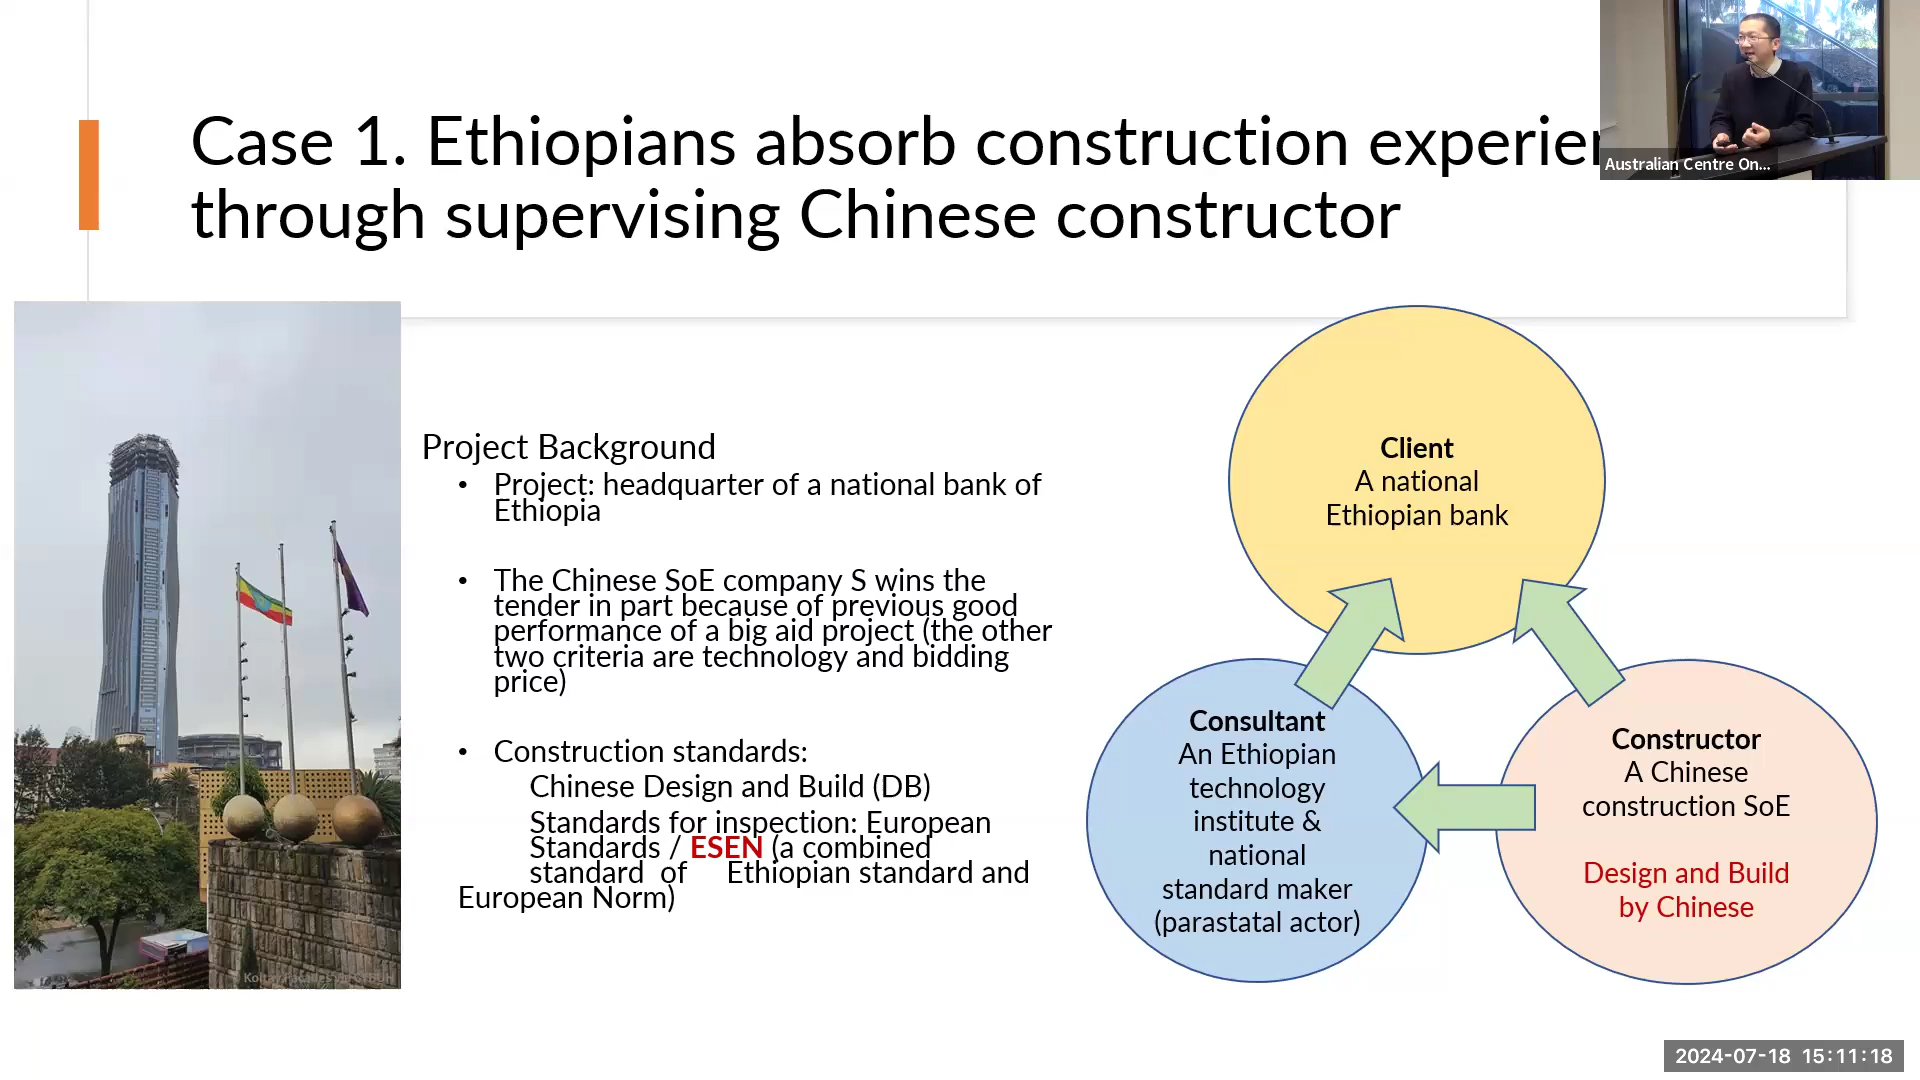 Case 1. Ethiopians absorb construction
through supervising Chinese constructor
Australian Centre On...
Project Background
• Project: headquarter of a national bank of
Ethiopia
• The Chinese SoE company S wins the
tender in part because of previous good
performance of a big aid project (the other
two criteria are technology and bidding
price)
• Construction standards:
Chinese Design and Build (DB)
Standards for inspection: European
Standards / ESEN (a combined
standard of Ethiopian standard and
European Norm)
Client
A national
Ethiopian bank
Consultant
An Ethiopian
technology
institute &
national
standard maker
(parastatal actor)
Constructor
A Chinese
construction SoE
Design and Build
by Chinese
2024-07-18 15:11:18